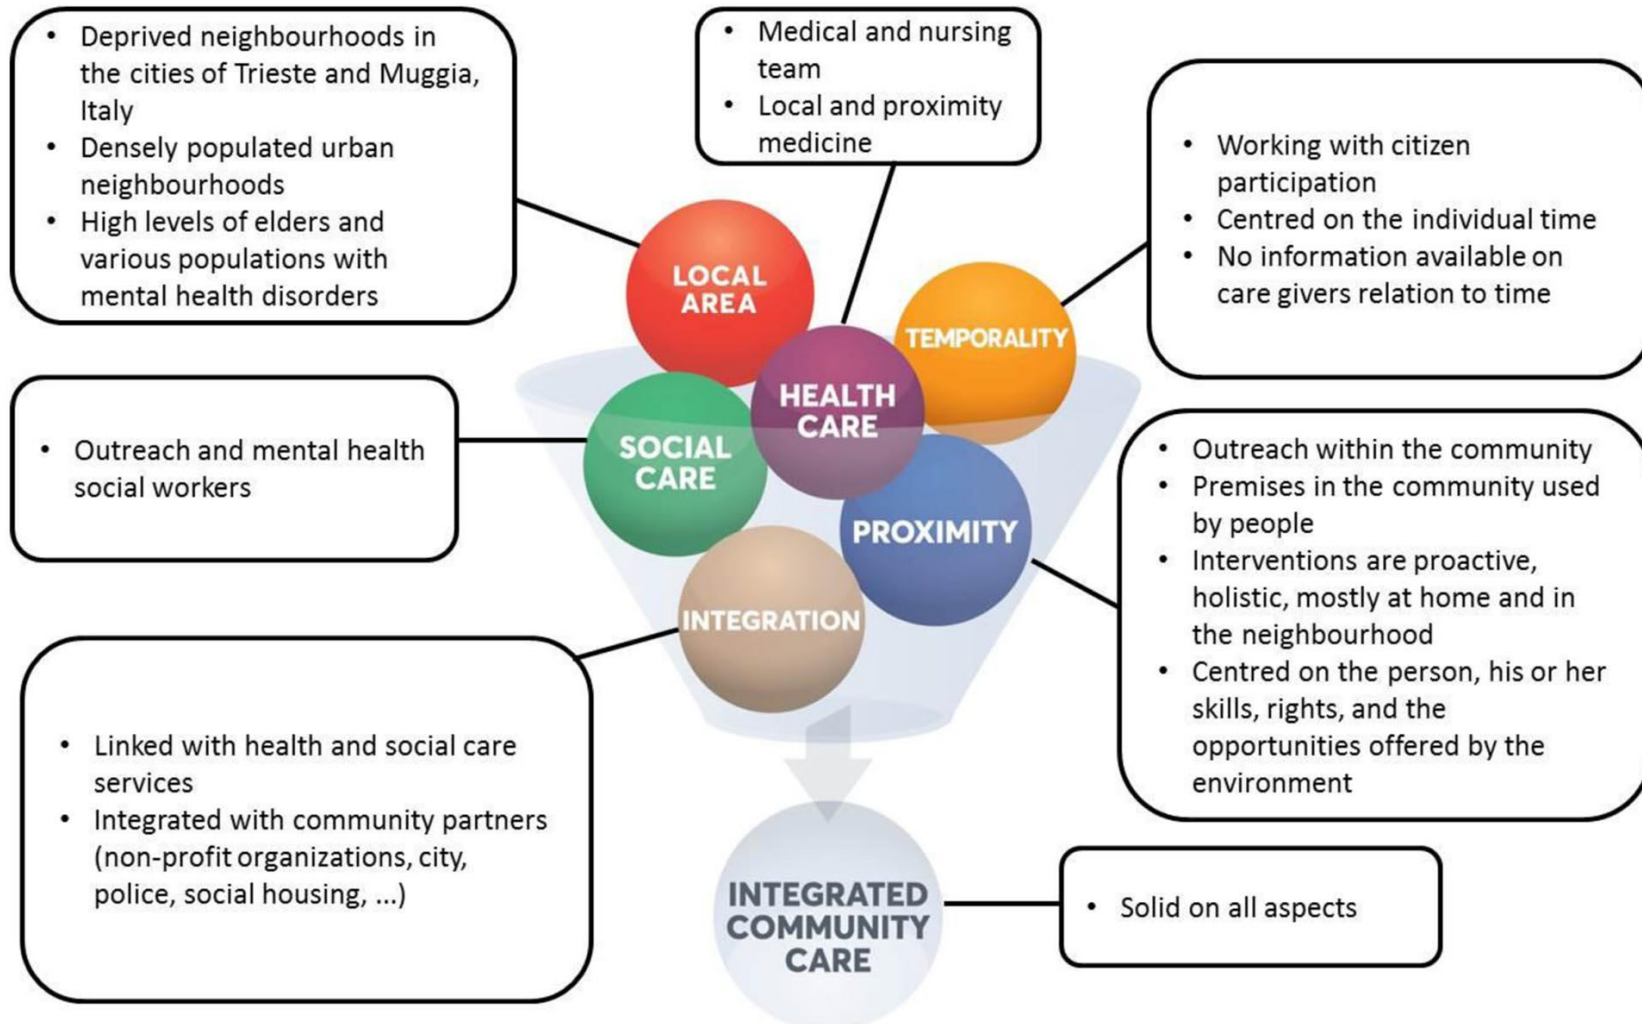 • Deprived neighbourhoods in
the cities of Trieste and Muggia,
Italy
• Densely populated urban
neighbourhoods
• High levels of elders and
various populations with
mental health disorders
• Medical and nursing
team
• Local and proximity
medicine
• Working with citizen
participation
• Centred on the individual time
• No information available on
care givers relation to time
LOCAL
AREA
TEMPORALITY
HEALTH
CARE
SOCIAL
CARE
PROXIMITY
INTEGRATION
• Outreach and mental health
social workers
• Outreach within the community
• Premises in the community used
by people
• Interventions are proactive,
holistic, mostly at home and in
the neighbourhood
• Centred on the person, his or her
skills, rights, and the
opportunities offered by the
environment
• Linked with health and social care
services
• Integrated with community partners
(non-profit organizations, city,
police, social housing, ...)
INTEGRATED
COMMUNITY
CARE
• Solid on all aspects